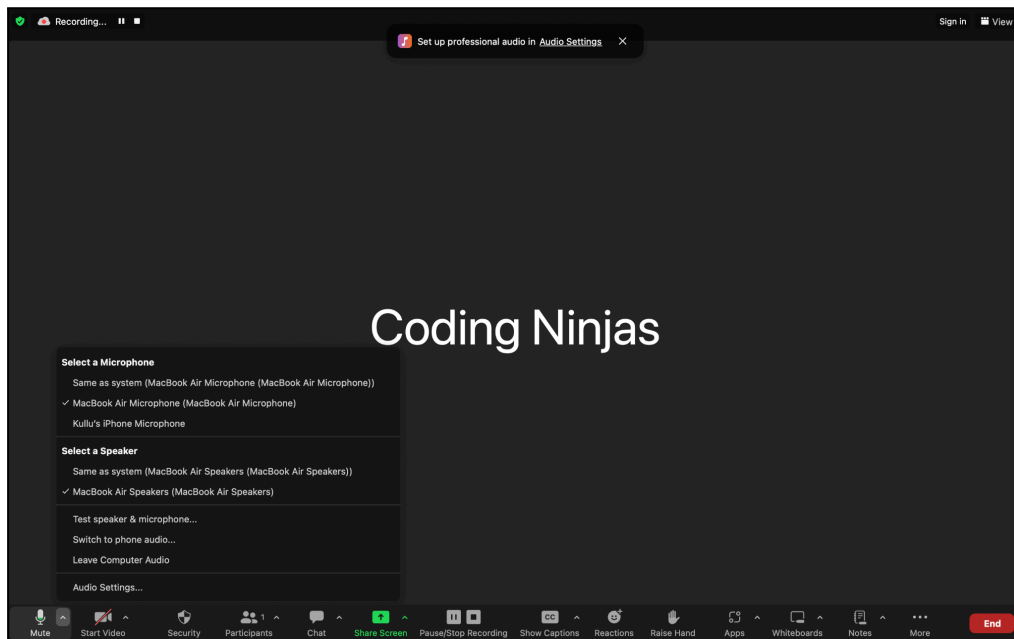 Recording...
Sign in
View
Set up professional audio in Audio Settings
Coding Ninjas
Select a Microphone
Same as system (MacBook Air Microphone (MacBook Air Microphone))
MacBook Air Microphone (MacBook Air Microphone)
Kullu's iPhone Microphone
Select a Speaker
Same as system (MacBook Air Speakers (MacBook Air Speakers))
MacBook Air Speakers (MacBook Air Speakers)
Test speaker & microphone...
Switch to phone audio...
Leave Computer Audio
Audio Settings...
1
CC
Mute
Start Video
Security
Participants
Chat
Share Screen
Pause/Stop Recording
Show Captions
Reactions
Raise Hand
Apps
Whiteboards
Notes
More
End